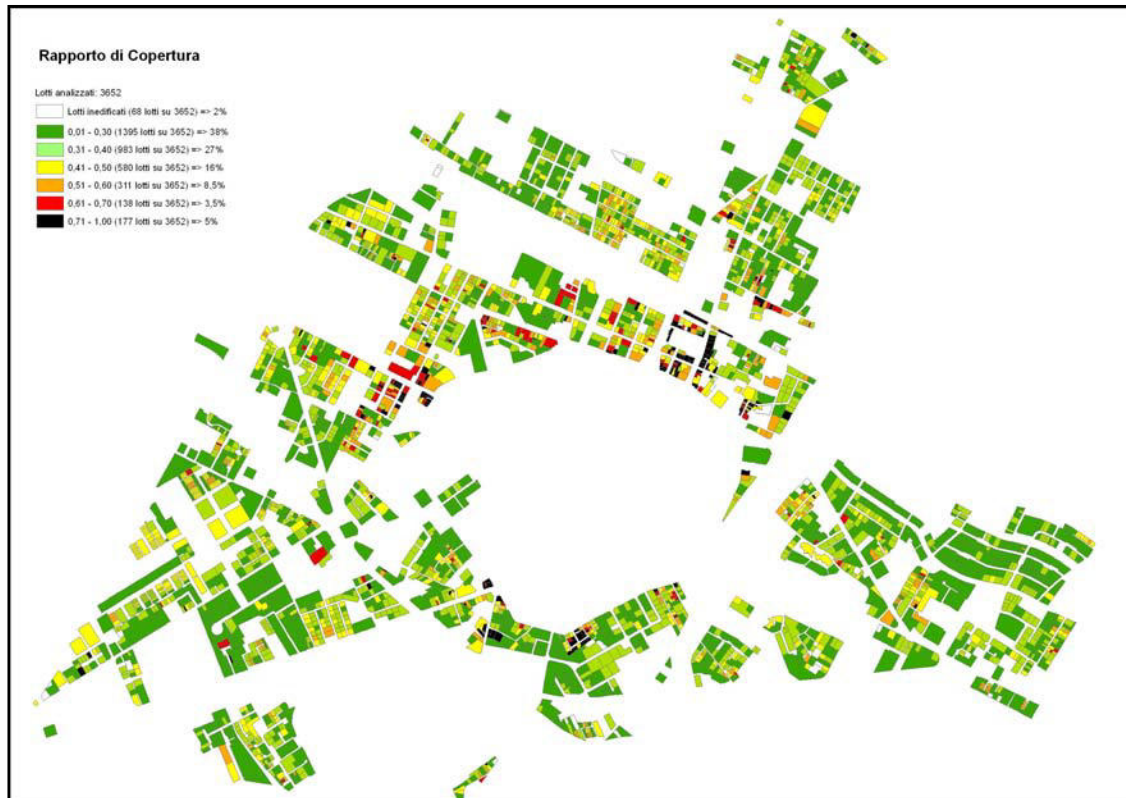 Rapporto di Copertura
Lotti analizzati: 3652
Lotti inedificati (68 lotti su 3652) => 2%
0,01 - 0,30 (1395 lotti su 3652) => 38%
0,31 - 0,40 (983 lotti su 3652) => 27%
0,41 - 0,50 (580 lotti su 3652) => 16%
0,51 - 0,60 (311 lotti su 3652) => 8,5%
0,61 - 0,70 (138 lotti su 3652) => 3,5%
0,71 - 1,00 (177 lotti su 3652) => 5%